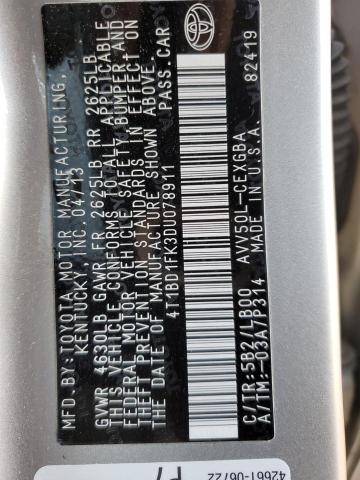 MFD. BY: TOYOTA MOTOR MANUFACTURING,
KENTUCKY, INC. 04/13
GVWR 4630LB GAWR FR 2625LB RR 2625LB
THIS VEHICLE CONFORMS TO ALL APPLICABLE
FEDERAL MOTOR VEHICLE SAFETY, BUMPER, AND
THEFT PREVENTION STANDARDS IN EFFECT ON
THE DATE OF MANUFACTURE SHOWN ABOVE.
4T1BD1FK3DU078911 PASS. CAR
C/TR:5B2/LB00 AVV50L-CEXGBA
A/TM:-03A/P314 MADE IN U.S.A. 82419
42661-06722